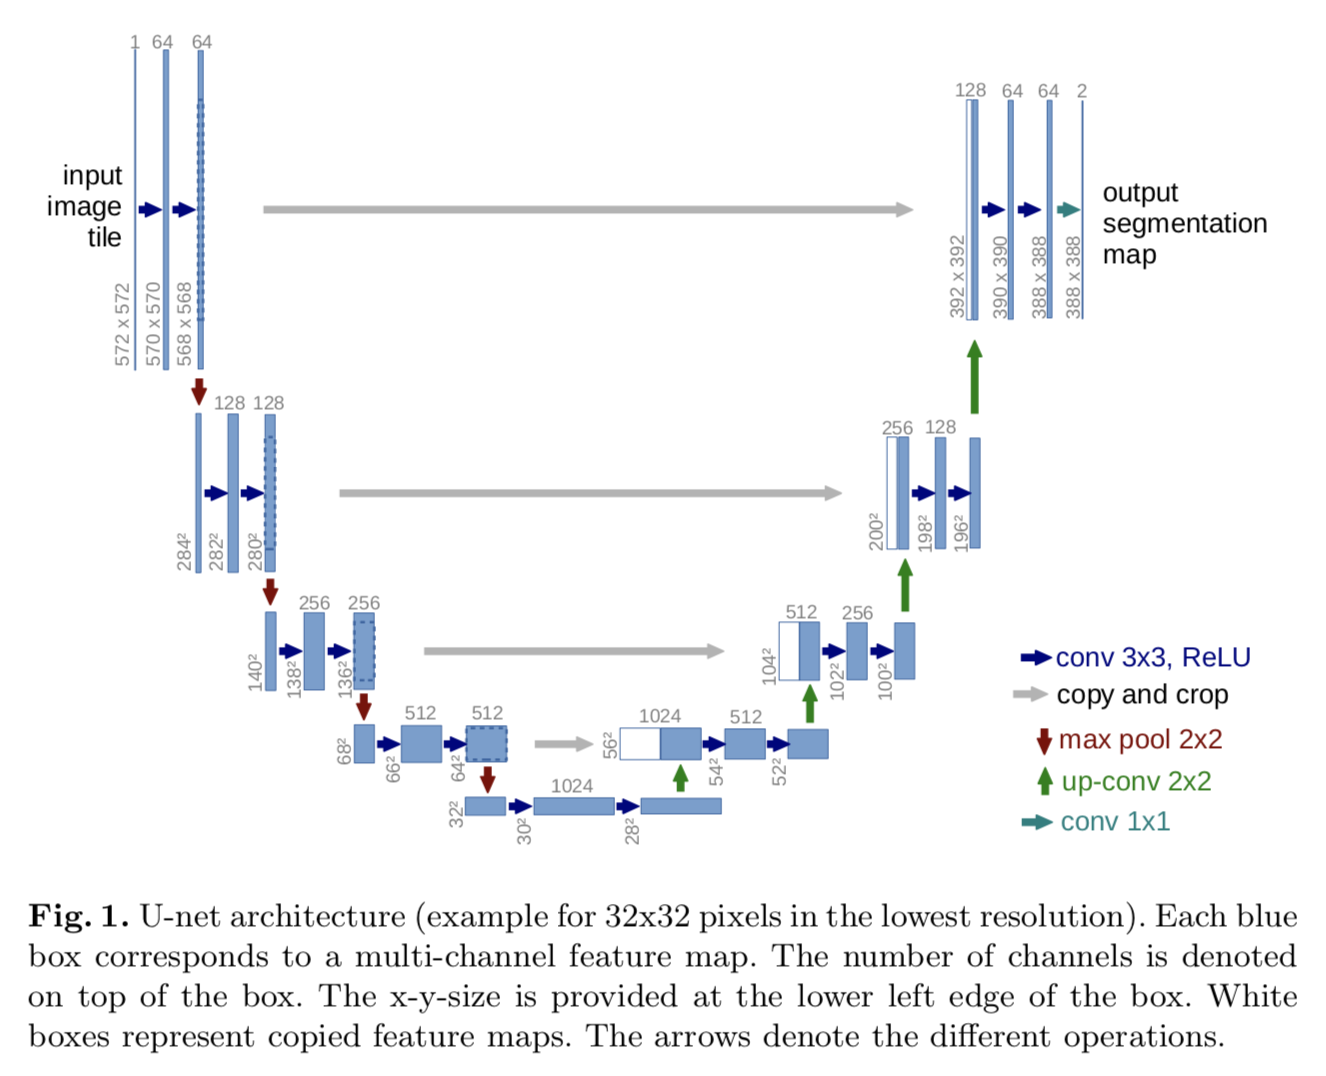 1 64 64
128 64 64 2
input
image
tile
output
segmentation
map
572 x 572
570 x 570
568 x 568
392 x 392
390 x 390
388 x 388
388 x 388
128 128
256 128
284²
282²
280²
200²
198²
196²
256 256
512 256
140²
138²
136²
104²
102²
100²
512 512
1024 512
68²
66²
64²
56²
54²
52²
1024
32²
30²
28²
conv 3x3, ReLU
copy and crop
max pool 2x2
up-conv 2x2
conv 1x1
Fig. 1. U-net architecture (example for 32x32 pixels in the lowest resolution). Each blue
box corresponds to a multi-channel feature map. The number of channels is denoted
on top of the box. The x-y-size is provided at the lower left edge of the box. White
boxes represent copied feature maps. The arrows denote the different operations.